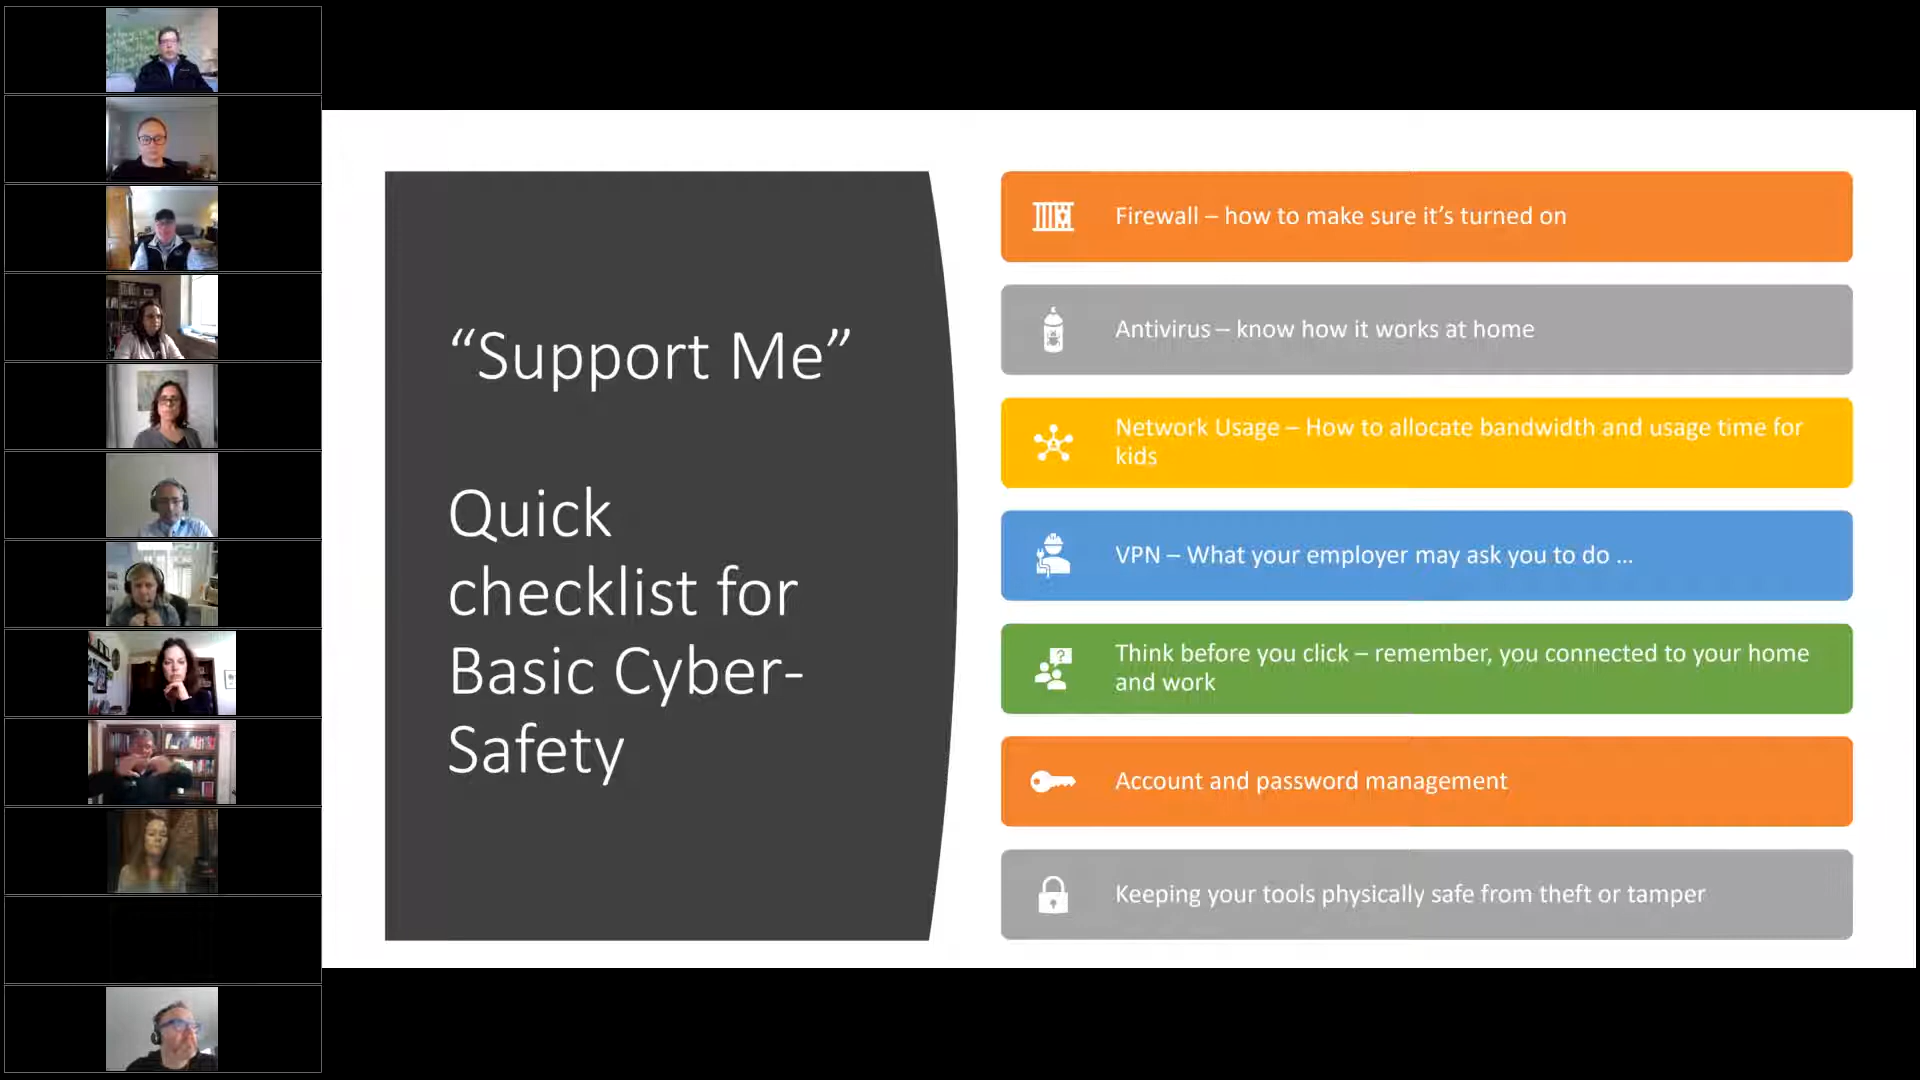 “Support Me”
Quick
checklist for
Basic Cyber-
Safety
Firewall – how to make sure it’s turned on
Antivirus – know how it works at home
Network Usage – How to allocate bandwidth and usage time for
kids
VPN – What your employer may ask you to do ...
Think before you click – remember, you connected to your home
and work
Account and password management
Keeping your tools physically safe from theft or tamper